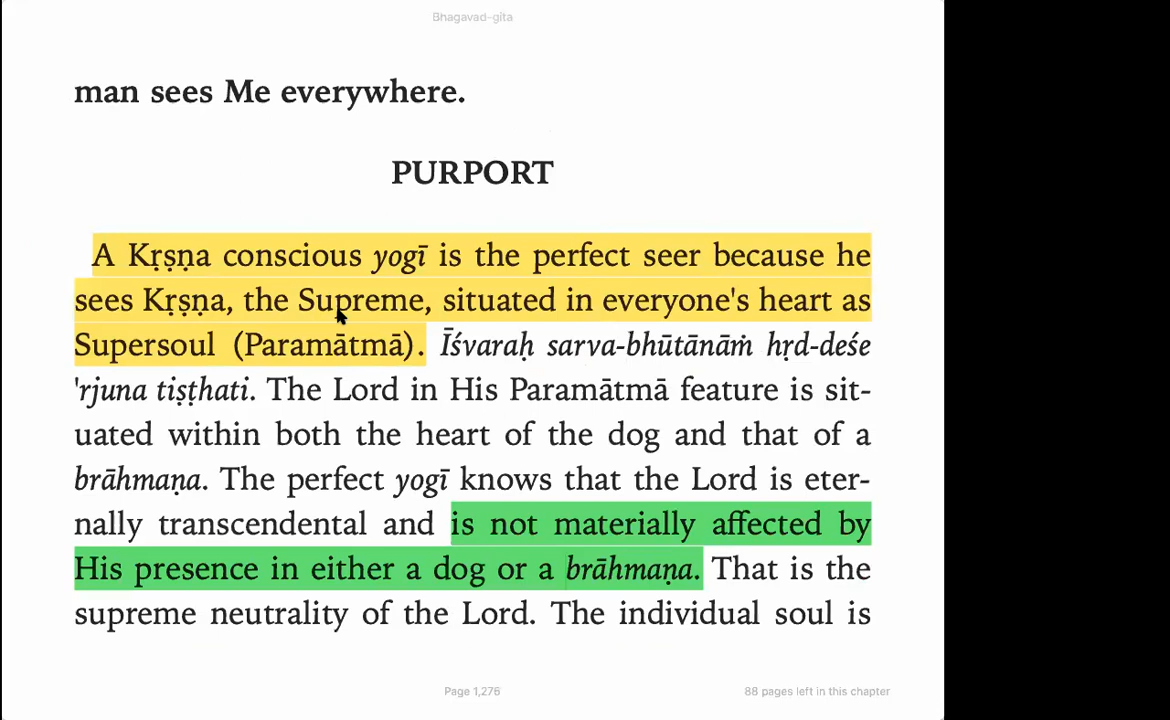 Bhagavad-gita
man sees Me everywhere.
PURPORT
A Kṛṣṇa conscious yogī is the perfect seer because he
sees Kṛṣṇa, the Supreme, situated in everyone's heart as
Supersoul (Paramātmā). Īśvaraḥ sarva-bhūtānāṁ hṛd-deśe
'rjuna tiṣṭhati. The Lord in His Paramātmā feature is sit-
uated within both the heart of the dog and that of a
brāhmaṇa. The perfect yogī knows that the Lord is eter-
nally transcendental and is not materially affected by
His presence in either a dog or a brāhmaṇa. That is the
supreme neutrality of the Lord. The individual soul is
Page 1,276
88 pages left in this chapter